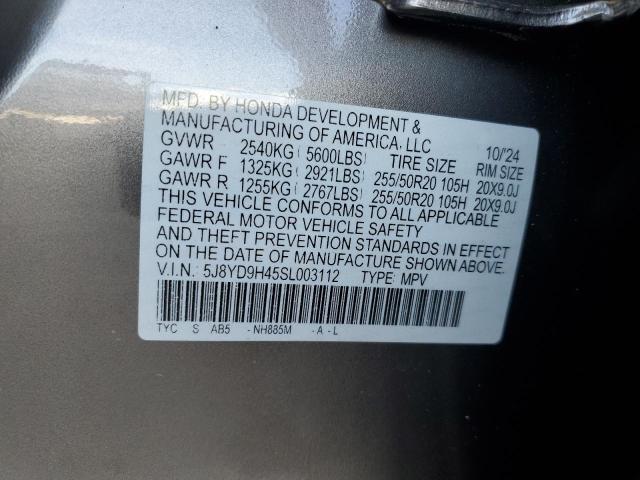 MFD. BY HONDA DEVELOPMENT &
MANUFACTURING OF AMERICA, LLC 10/'24
GVWR 2540KG (5600LBS) TIRE SIZE RIM SIZE
GAWR F 1325KG (2921LBS) 255/50R20 105H 20X9.0J
GAWR R 1255KG (2767LBS) 255/50R20 105H 20X9.0J
THIS VEHICLE CONFORMS TO ALL APPLICABLE
FEDERAL MOTOR VEHICLE SAFETY
AND THEFT PREVENTION STANDARDS IN EFFECT
ON THE DATE OF MANUFACTURE SHOWN ABOVE.
V.I.N.: 5J8YD9H45SL003112 TYPE: MPV
TYC S AB5 -NH885M -A-L